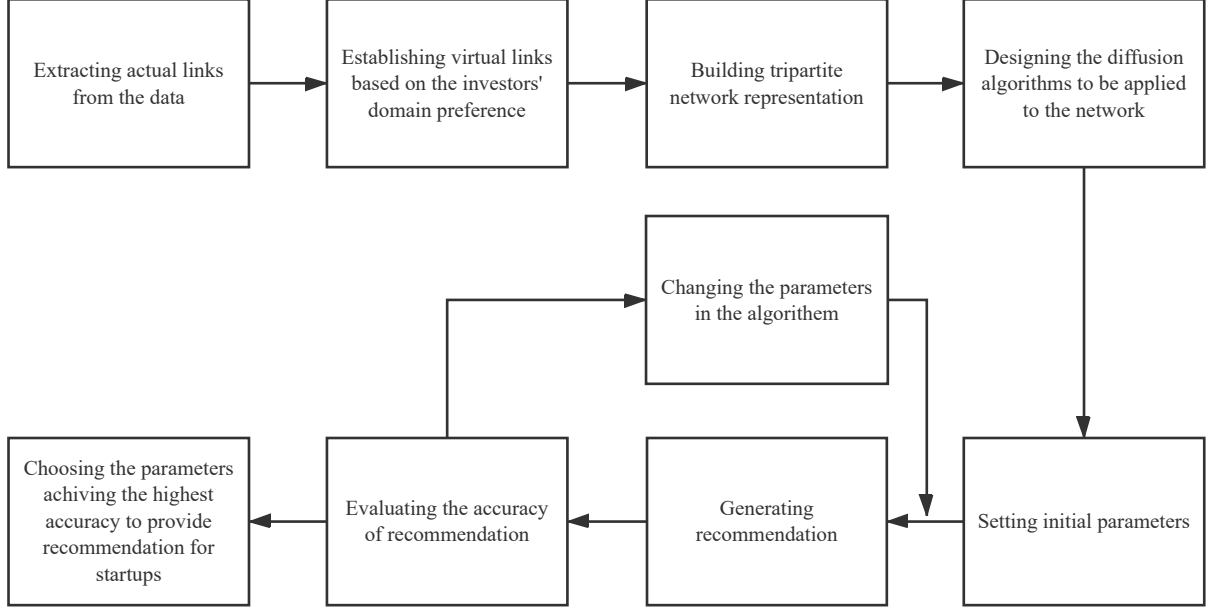 Extracting actual links
from the data
Establishing virtual links
based on the investors'
domain preference
Building tripartite
network representation
Designing the diffusion
algorithms to be applied
to the network
Changing the parameters
in the algorithem
Choosing the parameters
achiving the highest
accuracy to provide
recommendation for
startups
Evaluating the accuracy
of recommendation
Generating
recommendation
Setting initial parameters